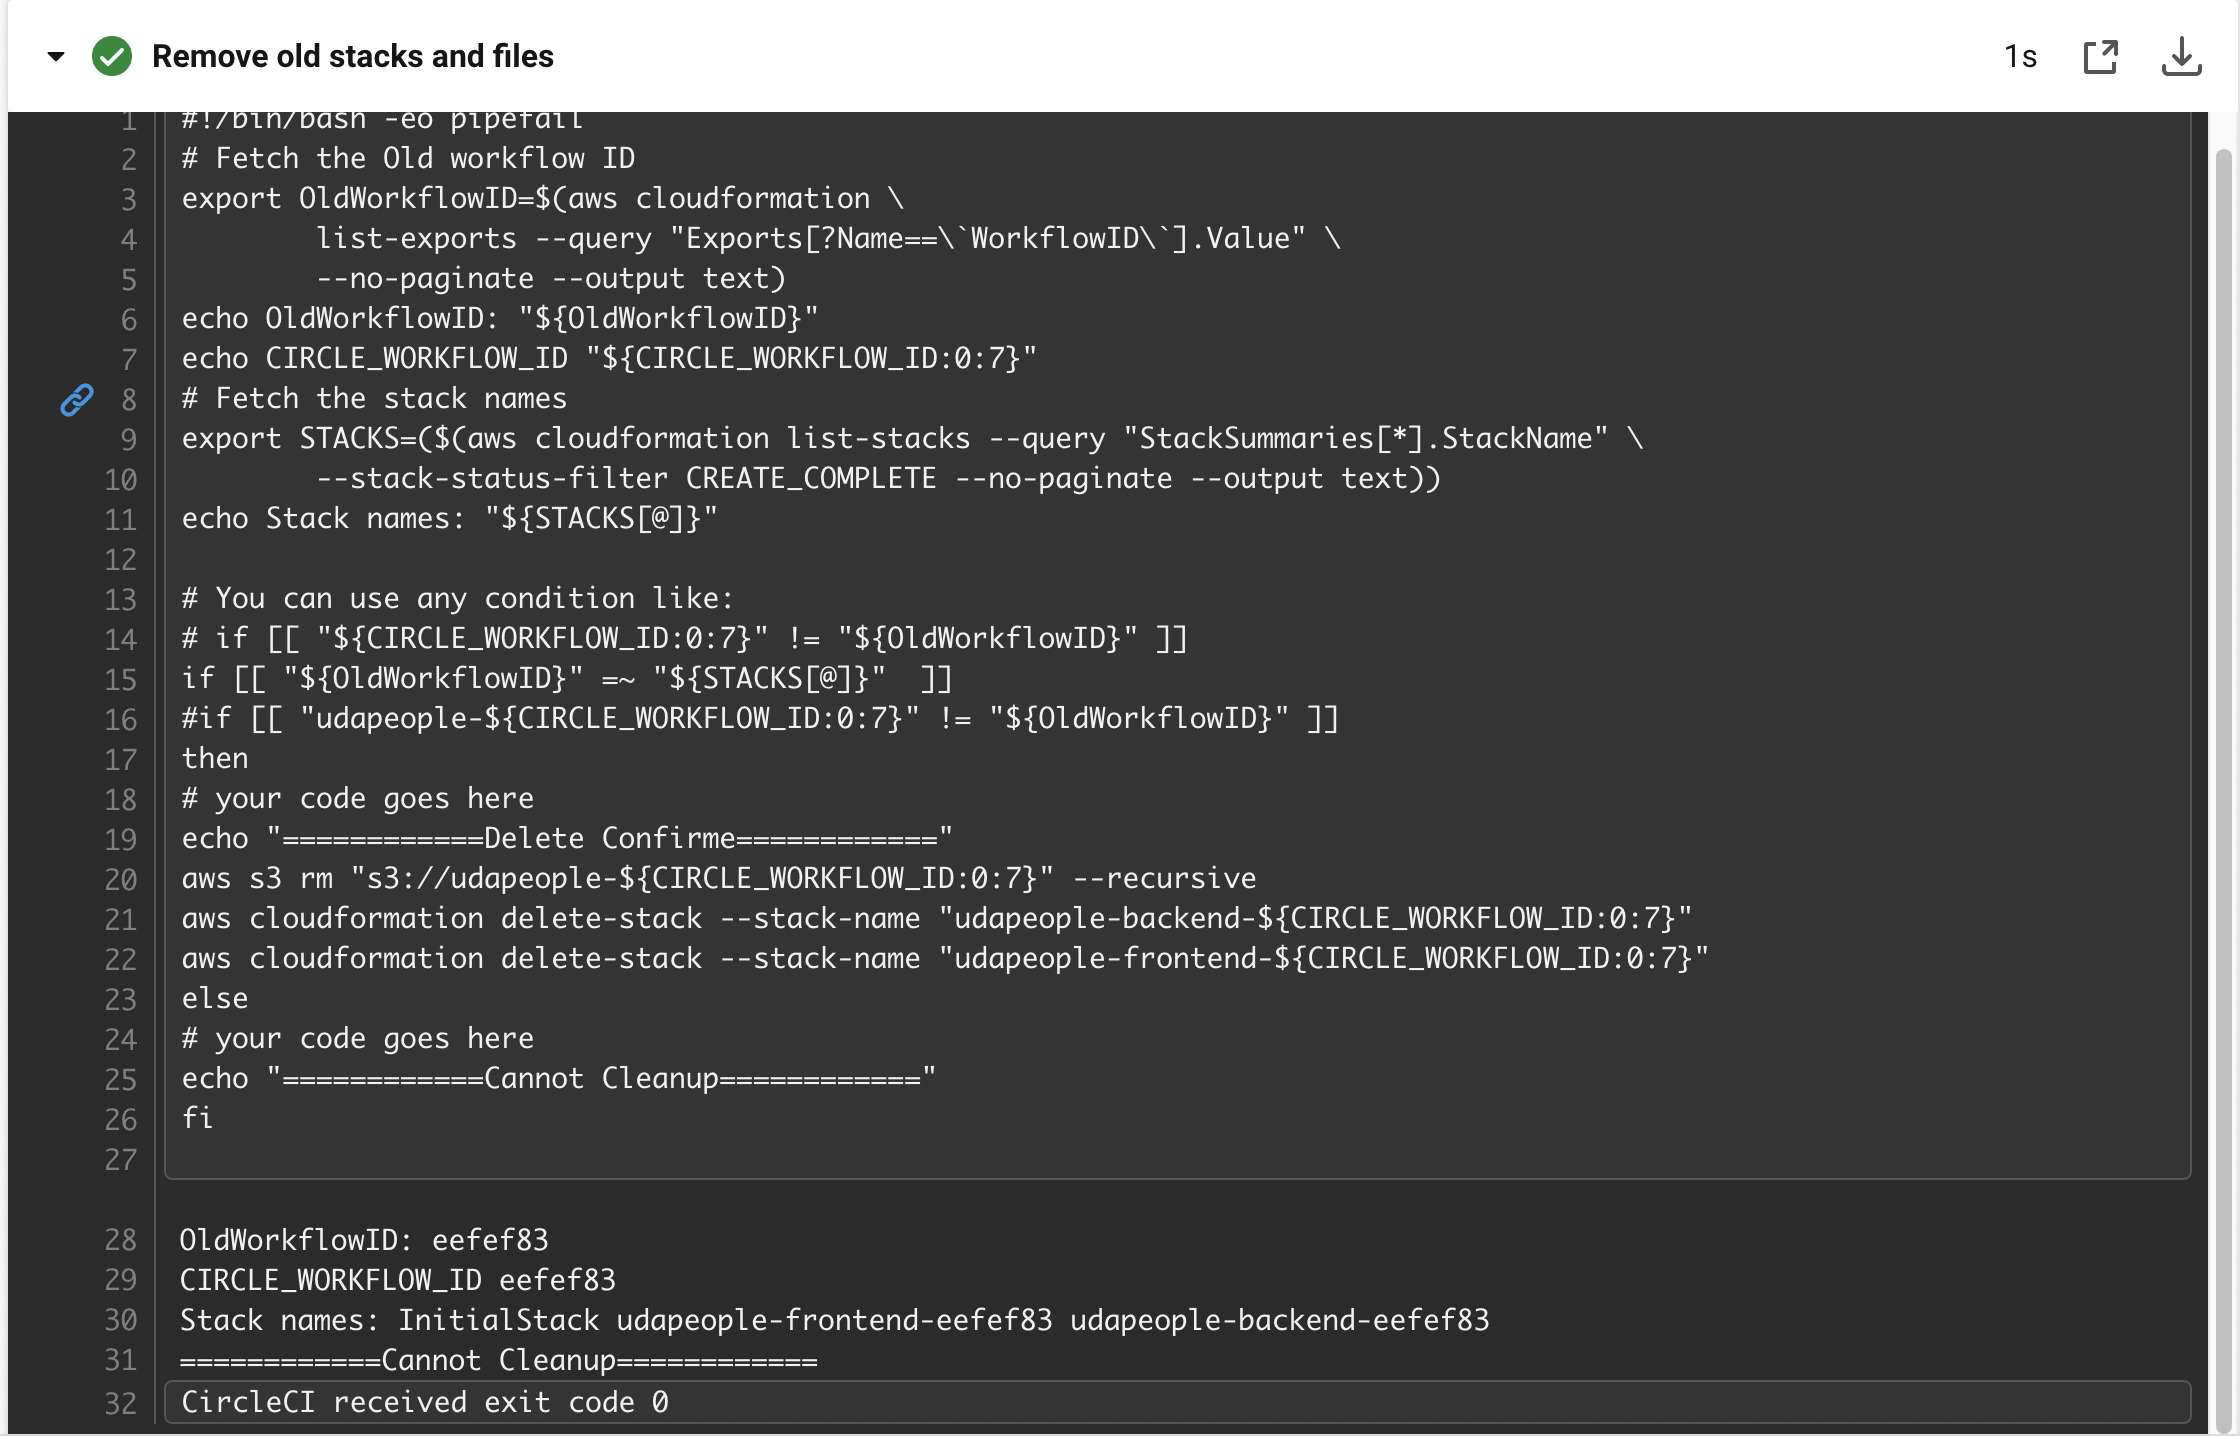 Remove old stacks and files
1s
1 #!/bin/bash -eo pipefail
2 # Fetch the Old workflow ID
3 export OldWorkflowID=$(aws cloudformation \
4         list-exports --query "Exports[?Name==\`WorkflowID\`].Value" \
5         --no-paginate --output text)
6 echo OldWorkflowID: "${OldWorkflowID}"
7 echo CIRCLE_WORKFLOW_ID "${CIRCLE_WORKFLOW_ID:0:7}"
8 # Fetch the stack names
9 export STACKS=($(aws cloudformation list-stacks --query "StackSummaries[*].StackName" \
10         --stack-status-filter CREATE_COMPLETE --no-paginate --output text))
11 echo Stack names: "${STACKS[@]}"
12
13 # You can use any condition like:
14 # if [[ "${CIRCLE_WORKFLOW_ID:0:7}" != "${OldWorkflowID}" ]]
15 if [[ "${OldWorkflowID}" =~ "${STACKS[@]}"  ]]
16 #if [[ "udapeople-${CIRCLE_WORKFLOW_ID:0:7}" != "${OldWorkflowID}" ]]
17 then
18 # your code goes here
19 echo "============Delete Confirme============"
20 aws s3 rm "s3://udapeople-${CIRCLE_WORKFLOW_ID:0:7}" --recursive
21 aws cloudformation delete-stack --stack-name "udapeople-backend-${CIRCLE_WORKFLOW_ID:0:7}"
22 aws cloudformation delete-stack --stack-name "udapeople-frontend-${CIRCLE_WORKFLOW_ID:0:7}"
23 else
24 # your code goes here
25 echo "============Cannot Cleanup============"
26 fi
27
28 OldWorkflowID: eefef83
29 CIRCLE_WORKFLOW_ID eefef83
30 Stack names: InitialStack udapeople-frontend-eefef83 udapeople-backend-eefef83
31 ============Cannot Cleanup============
32 CircleCI received exit code 0